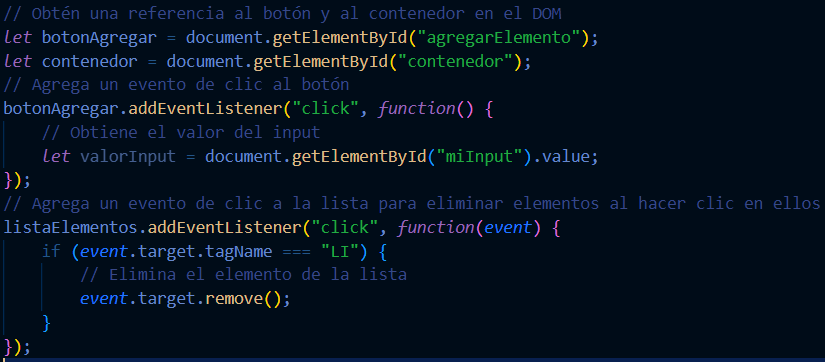 // Obtén una referencia al botón y al contenedor en el DOM
let botonAgregar = document.getElementById("agregarElemento");
let contenedor = document.getElementById("contenedor");
// Agrega un evento de clic al botón
botonAgregar.addEventListener("click", function() {
    // Obtiene el valor del input
    let valorInput = document.getElementById("miInput").value;
});
// Agrega un evento de clic a la lista para eliminar elementos al hacer clic en ellos
listaElementos.addEventListener("click", function(event) {
    if (event.target.tagName === "LI") {
        // Elimina el elemento de la lista
        event.target.remove();
    }
});